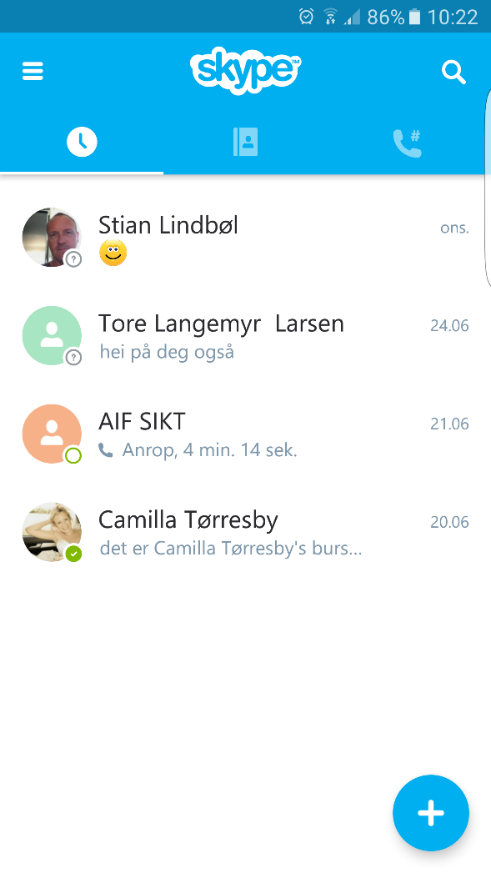 86% 10:22
skype™
#
Stian Lindbøl ons.
?
Tore Langemyr Larsen 24.06
hei på deg også
?
AIF SIKT 21.06
Anrop, 4 min. 14 sek.
Camilla Tørresby 20.06
det er Camilla Tørresby's burs...